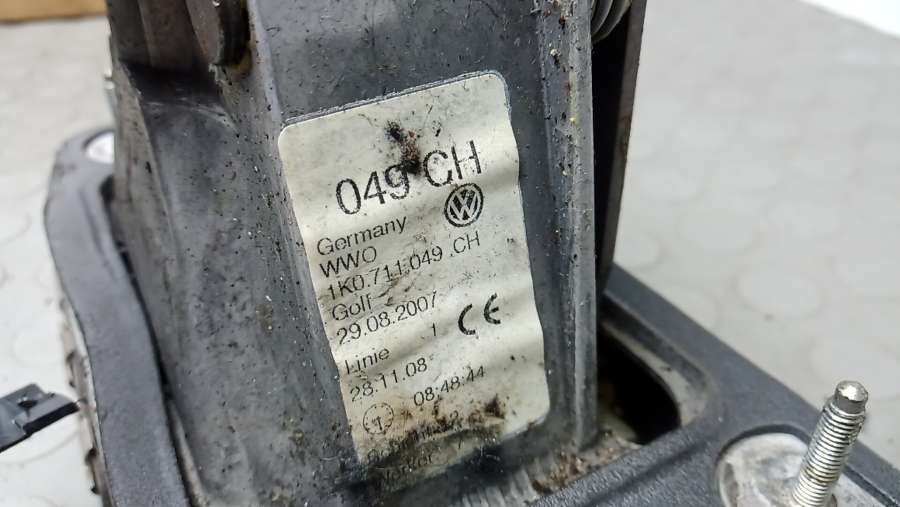 049 CH
Germany
WWO
1K0.711.049 .CH
Golf
29.08.2007
Linie 1 CE
28.11.08 08:48:44